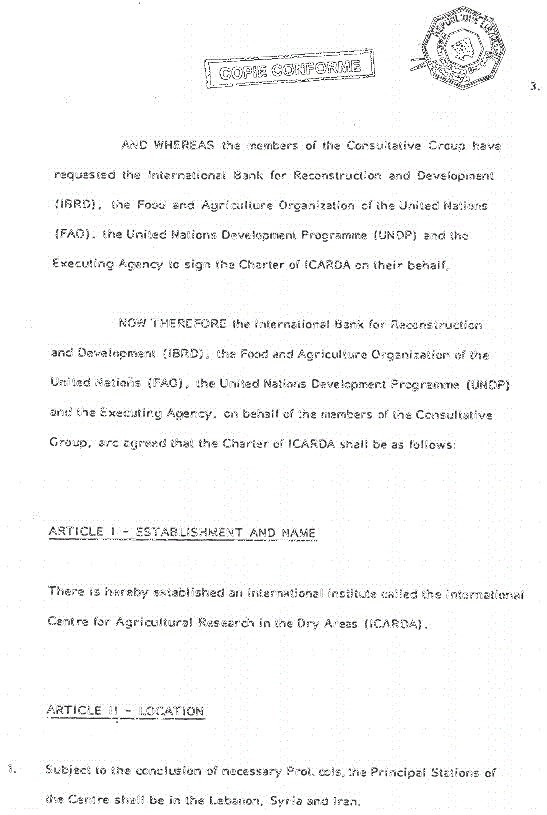 COPIE CONFORME
3.
AND WHEREAS the members of the Consultative Group have
requested the International Bank for Reconstruction and Development
(IBRD), the Food and Agriculture Organization of the United Nations
(FAO), the United Nations Development Programme (UNDP) and the
Executing Agency to sign the Charter of ICARDA on their behalf,
NOW THEREFORE the International Bank for Reconstruction
and Development (IBRD), the Food and Agriculture Organization of the
United Nations (FAO), the United Nations Development Programme (UNDP)
and the Executing Agency, on behalf of the members of the Consultative
Group, are agreed that the Charter of ICARDA shall be as follows:
ARTICLE I - ESTABLISHMENT AND NAME
There is hereby established an international institute called the International
Centre for Agricultural Research in the Dry Areas (ICARDA).
ARTICLE II - LOCATION
1. Subject to the conclusion of necessary Prot. cols, the Principal Stations of
the Centre shall be in the Lebanon, Syria and Iran.